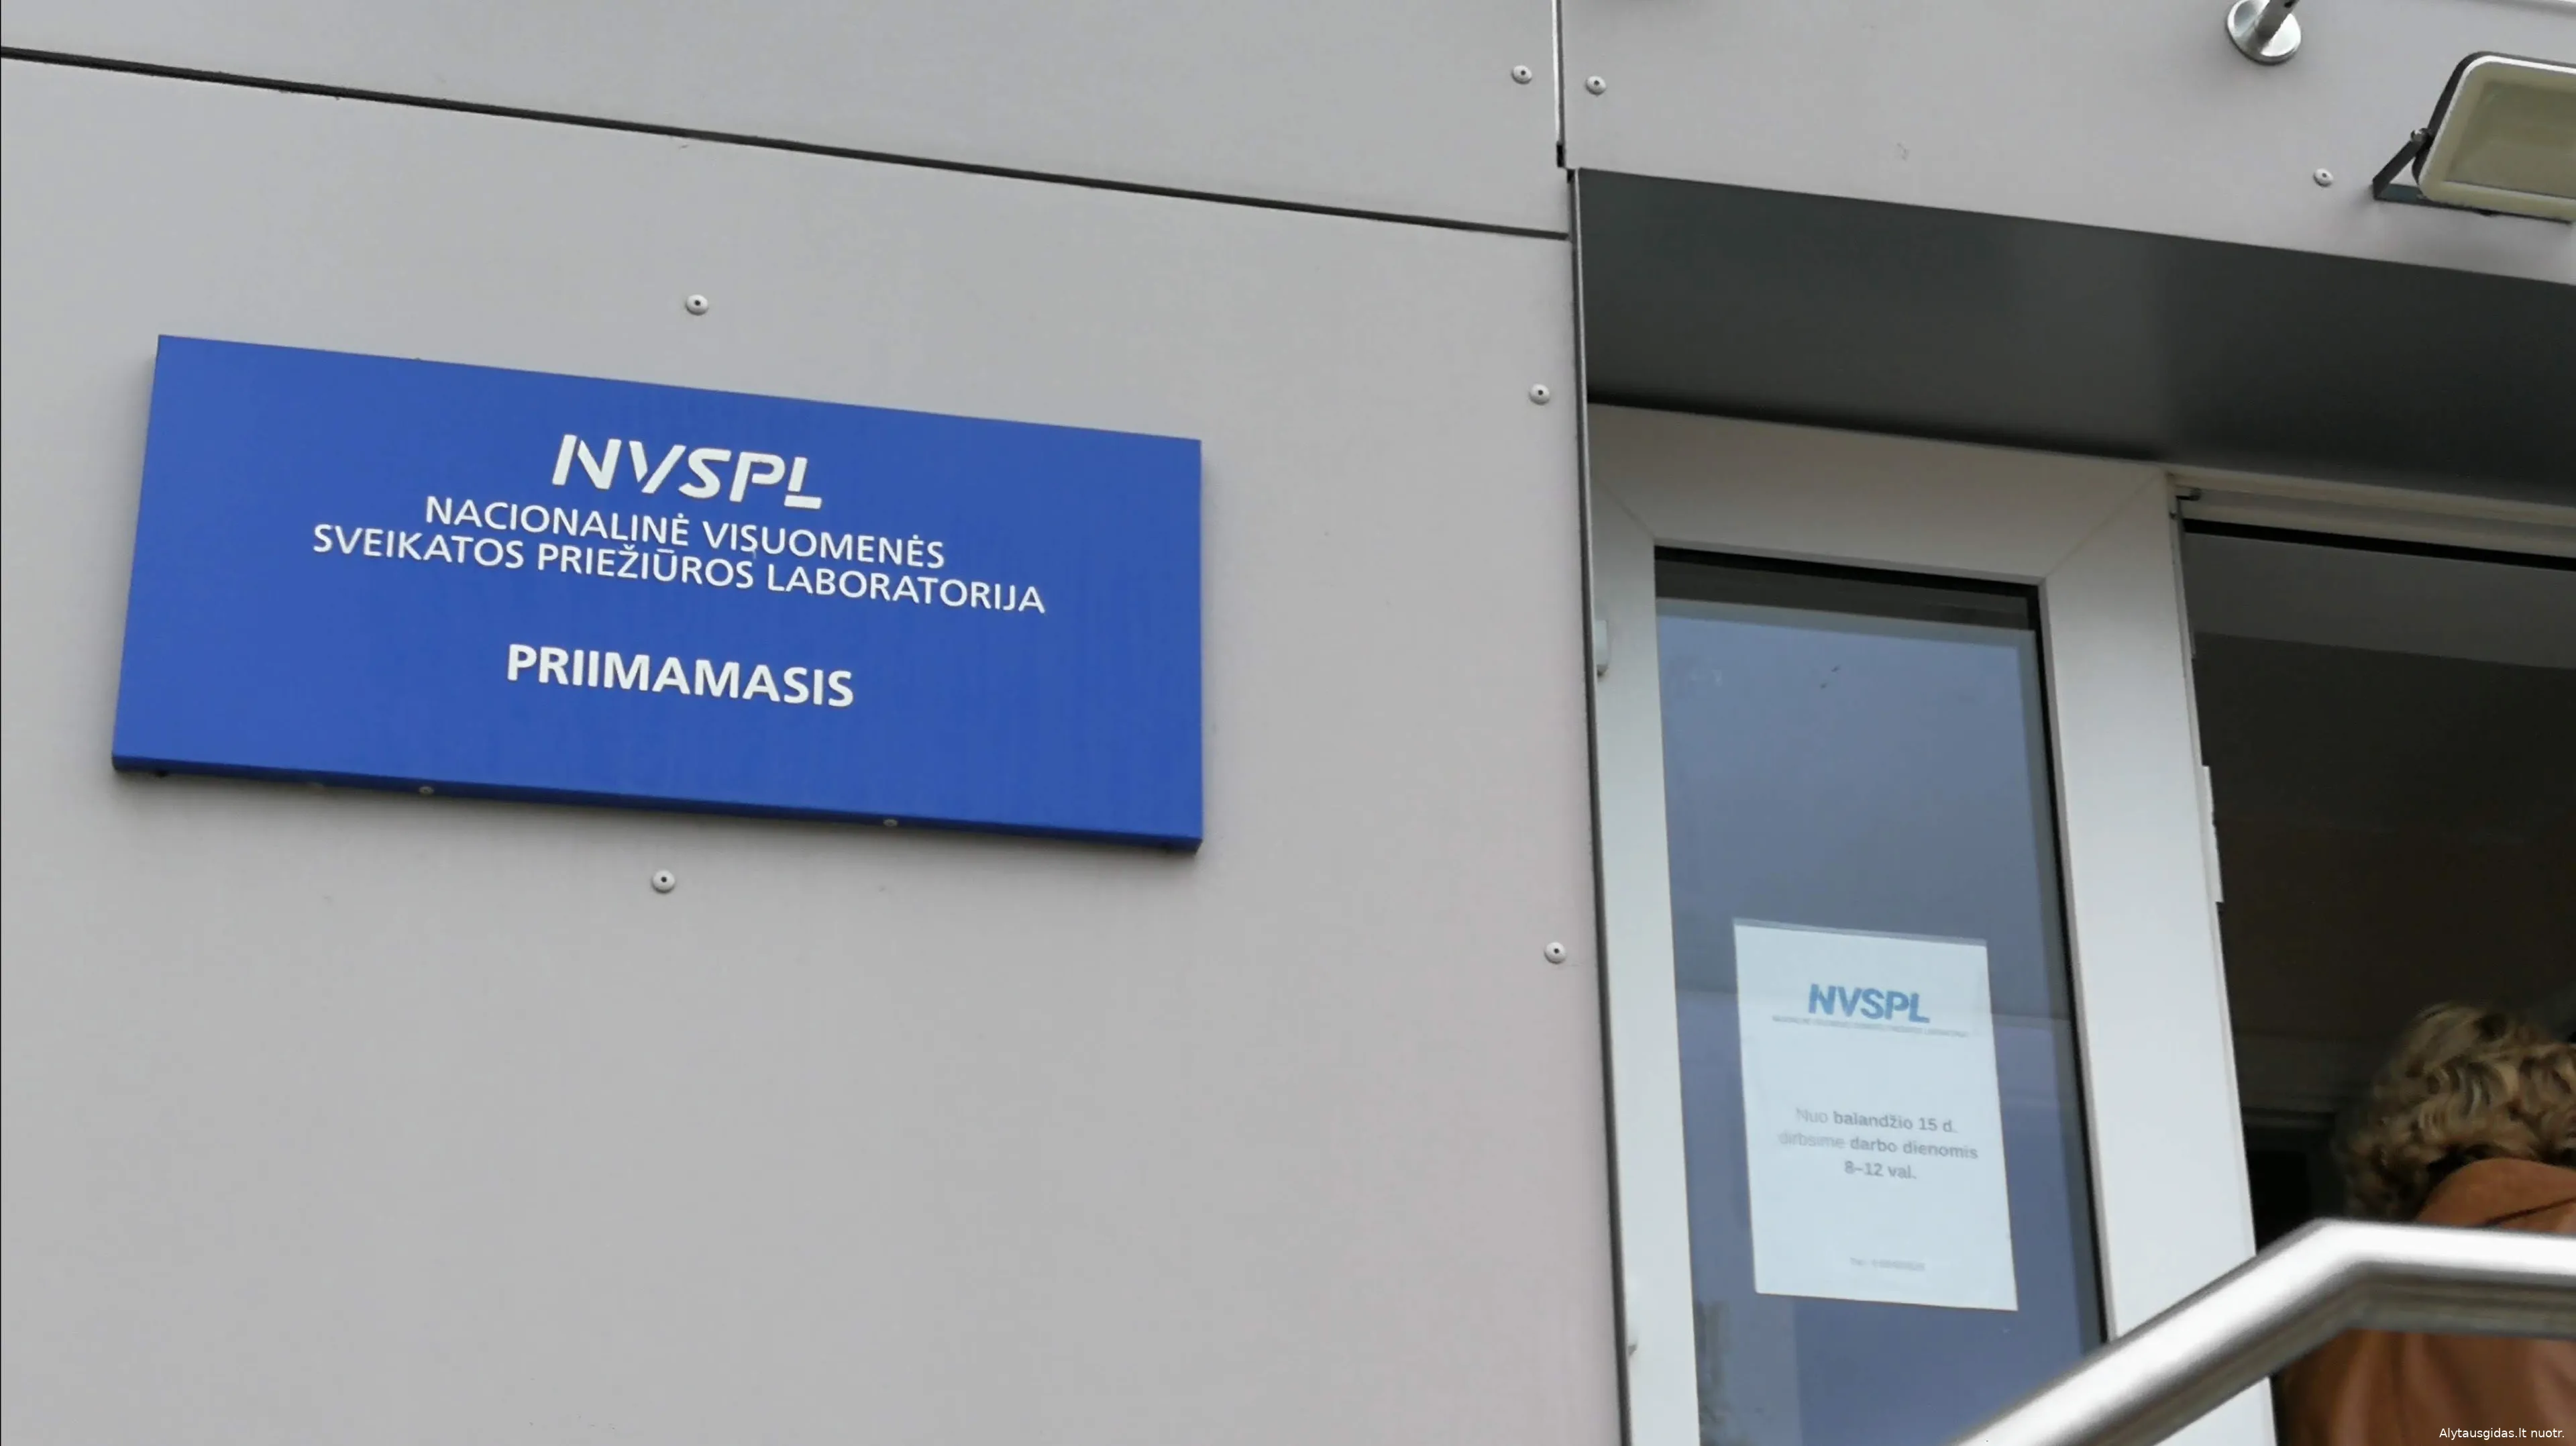 NVSPL
NACIONALINĖ VISUOMENĖS
SVEIKATOS PRIEŽIŪROS LABORATORIJA
PRIIMAMASIS
NVSPL
Nuo balandžio 15 d.
dirbsime darbo dienomis
8–12 val.
Alytausgidas.lt nuotr.